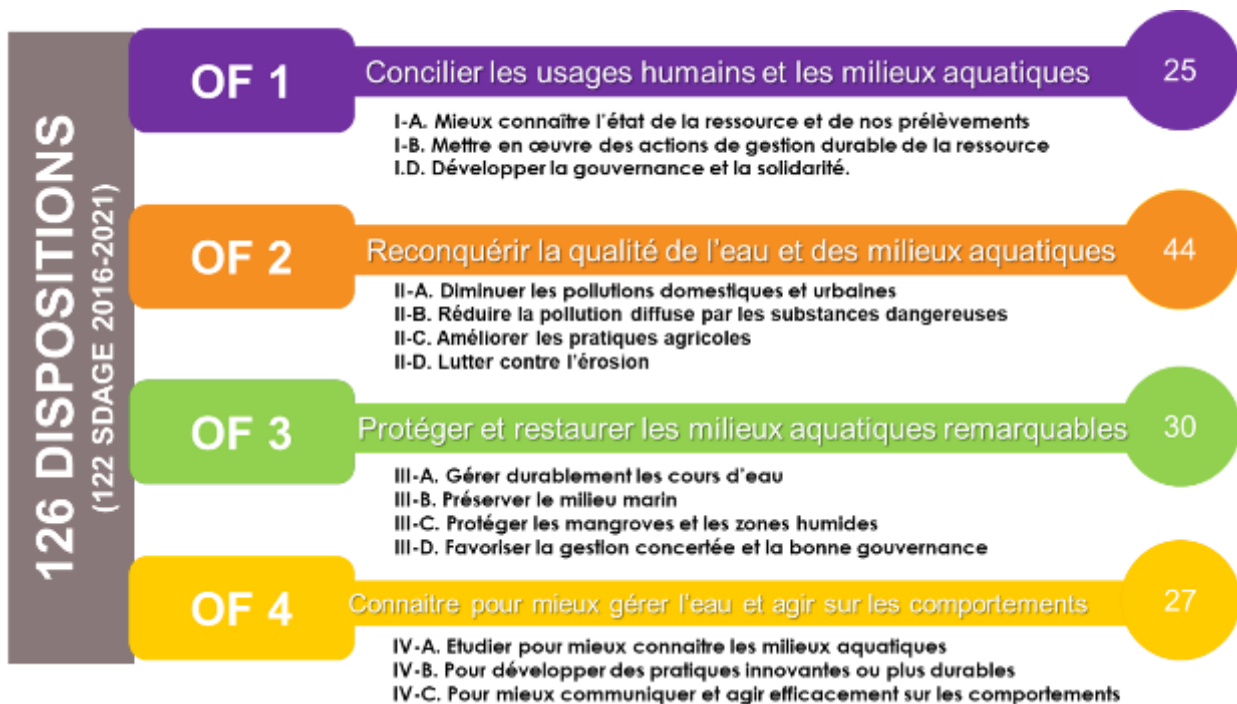 126 DISPOSITIONS
(122 SDAGE 2016-2021)
OF 1
Concilier les usages humains et les milieux aquatiques
25
I-A. Mieux connaître l'état de la ressource et de nos prélèvements
I-B. Mettre en œuvre des actions de gestion durable de la ressource
I.D. Développer la gouvernance et la solidarité.
OF 2
Reconquérir la qualité de l'eau et des milieux aquatiques
44
II-A. Diminuer les pollutions domestiques et urbaines
II-B. Réduire la pollution diffuse par les substances dangereuses
II-C. Améliorer les pratiques agricoles
II-D. Lutter contre l'érosion
OF 3
Protéger et restaurer les milieux aquatiques remarquables
30
III-A. Gérer durablement les cours d'eau
III-B. Préserver le milieu marin
III-C. Protéger les mangroves et les zones humides
III-D. Favoriser la gestion concertée et la bonne gouvernance
OF 4
Connaitre pour mieux gérer l'eau et agir sur les comportements
27
IV-A. Etudier pour mieux connaitre les milieux aquatiques
IV-B. Pour développer des pratiques innovantes ou plus durables
IV-C. Pour mieux communiquer et agir efficacement sur les comportements